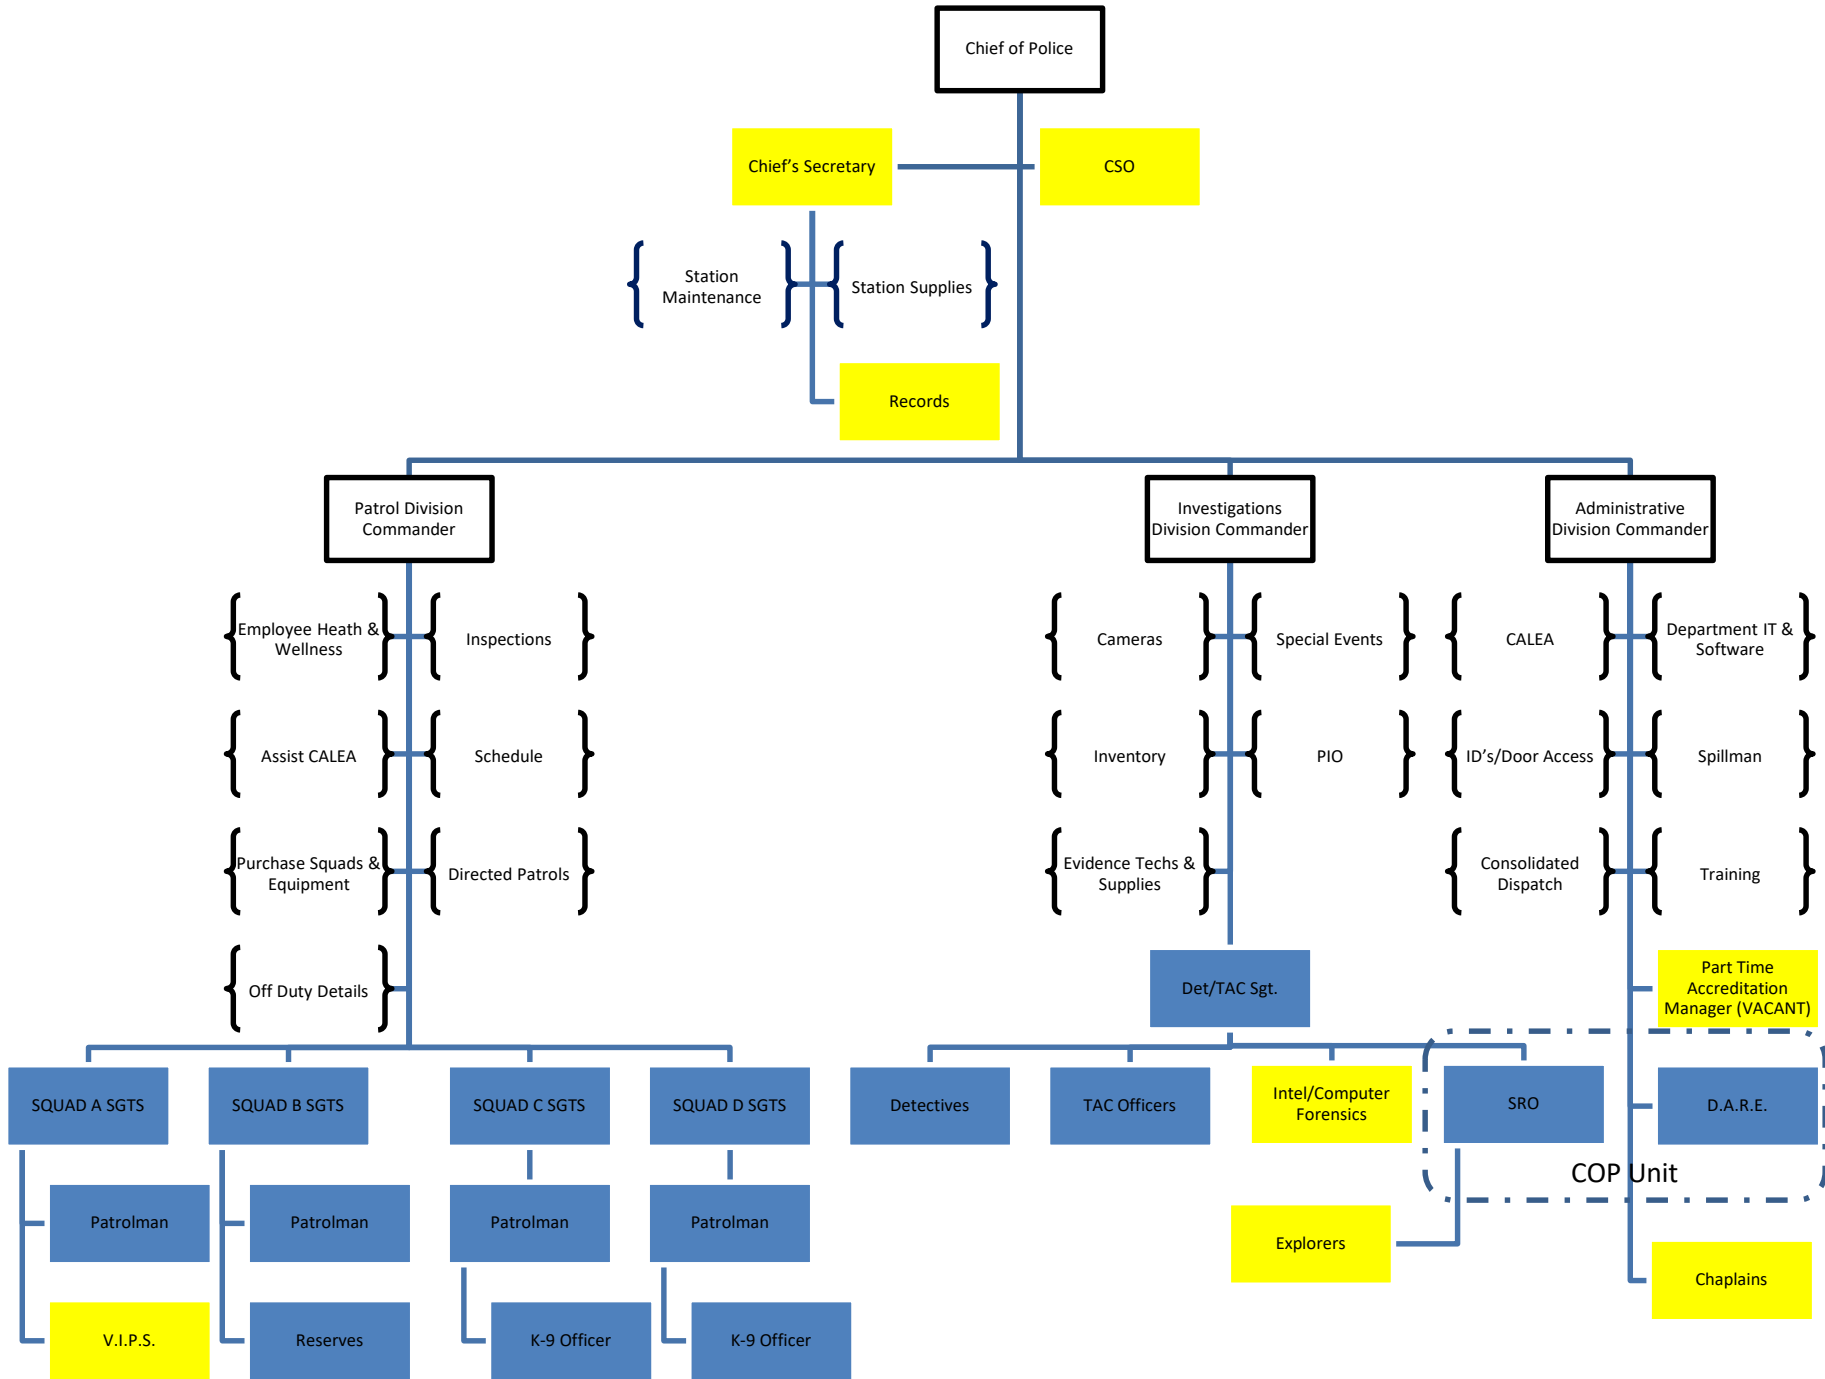 Chief of Police
Chief’s Secretary
CSO
Station
Maintenance
Station Supplies
Records
Patrol Division
Commander
Investigations
Division Commander
Administrative
Division Commander
Employee Heath &
Wellness
Inspections
Cameras
Special Events
CALEA
Department IT &
Software
Assist CALEA
Schedule
Inventory
PIO
ID’s/Door Access
Spillman
Purchase Squads &
Equipment
Directed Patrols
Evidence Techs &
Supplies
Consolidated
Dispatch
Training
Off Duty Details
Det/TAC Sgt.
Part Time
Accreditation
Manager (VACANT)
SQUAD A SGTS
SQUAD B SGTS
SQUAD C SGTS
SQUAD D SGTS
Detectives
TAC Officers
Intel/Computer
Forensics
SRO
D.A.R.E.
COP Unit
Patrolman
Patrolman
Patrolman
Patrolman
Explorers
Chaplains
V.I.P.S.
Reserves
K-9 Officer
K-9 Officer